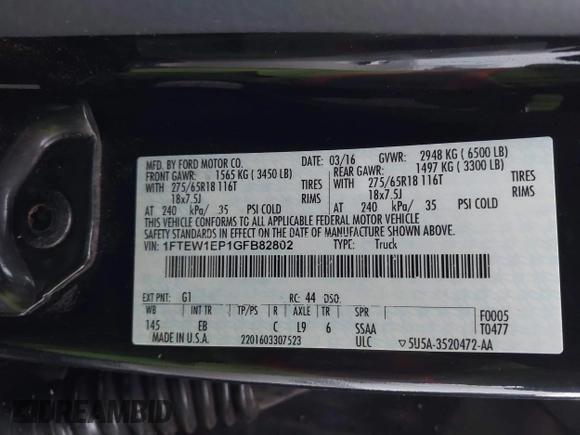 MFD. BY FORD MOTOR CO.
DATE: 03/16 GVWR: 2948 KG ( 6500 LB)
FRONT GAWR: 1565 KG ( 3450 LB)
REAR GAWR: 1497 KG ( 3300 LB)
WITH 275/65R18 116T TIRES
WITH 275/65R18 116T TIRES
18x7.5J RIMS
18x7.5J RIMS
AT 240 kPa/ 35 PSI COLD
AT 240 kPa/ 35 PSI COLD
THIS VEHICLE CONFORMS TO ALL APPLICABLE FEDERAL MOTOR VEHICLE
SAFETY STANDARDS IN EFFECT ON THE DATE OF MANUFACTURE SHOWN ABOVE.
VIN: 1FTEW1EP1GFB82802 TYPE: Truck
F0005
T0477
EXT PNT: G1 RC: 44 DSO:
WB INT TR TP/PS R AXLE TR SPR
145 EB C L9 6 SSAA
MADE IN U.S.A. 2201603307523 ULC 5U5A-3520472-AA
DREAMBID